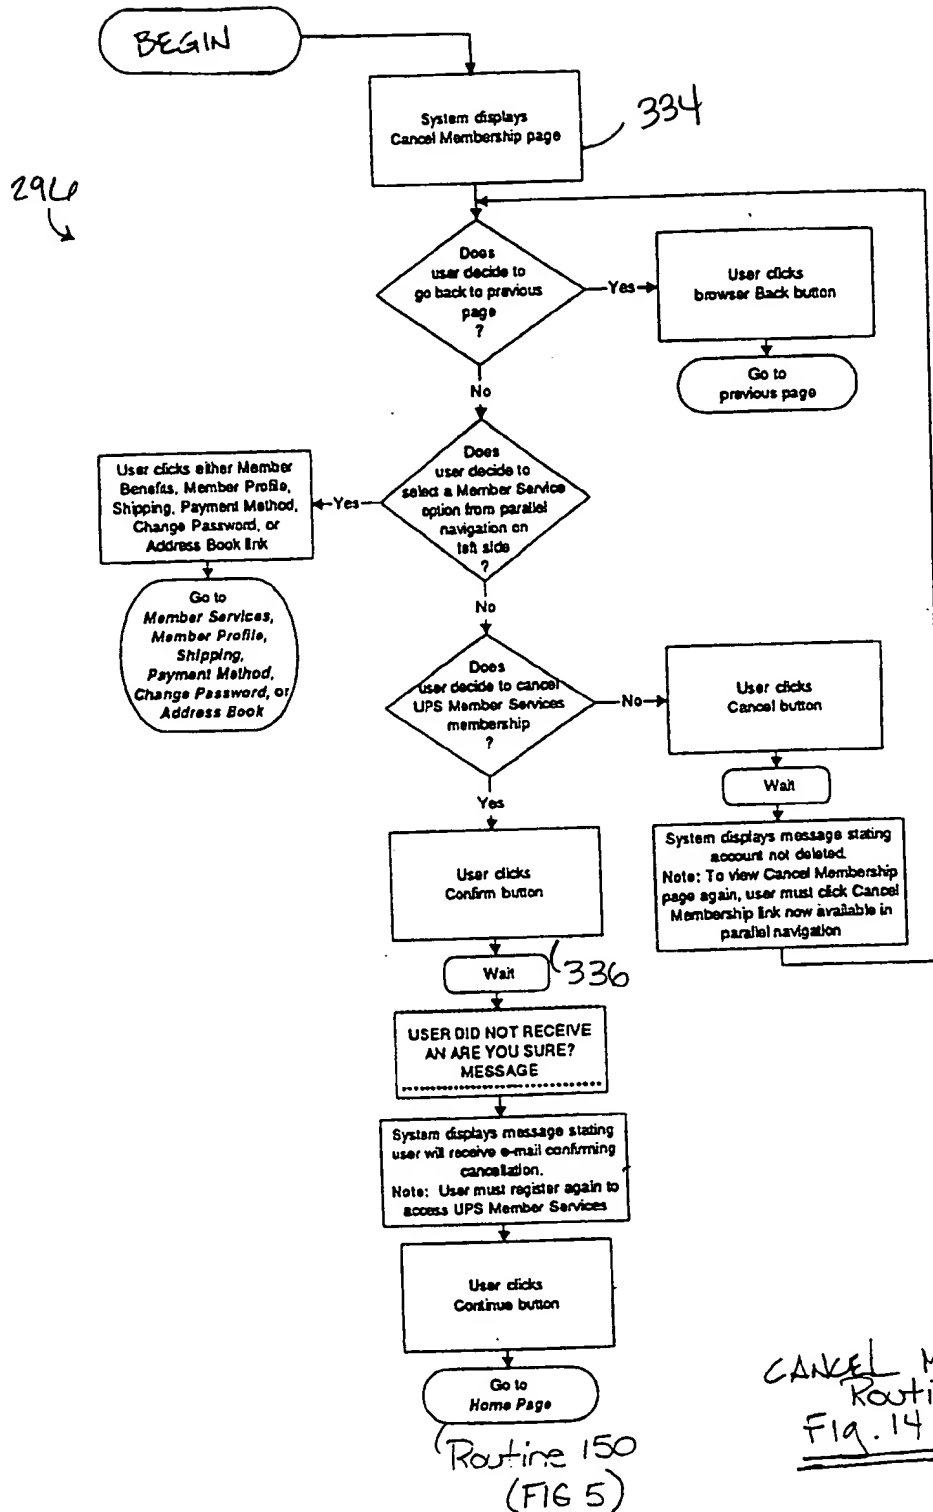 BEGIN
System displays
Cancel Membership page
334
Does
user decide to
go back to previous
page
?
Yes
User clicks
browser Back button
Go to
previous page
No
Does
user decide to
select a Member Service
option from parallel
navigation on
left side
?
Yes
User clicks either Member
Benefits, Member Profile,
Shipping, Payment Method,
Change Password, or
Address Book link
Go to
Member Services,
Member Profile,
Shipping,
Payment Method,
Change Password, or
Address Book
No
Does
user decide to cancel
UPS Member Services
membership
?
No
User clicks
Cancel button
Wait
System displays message stating
account not deleted.
Note: To view Cancel Membership
page again, user must click Cancel
Membership link now available in
parallel navigation
Yes
User clicks
Confirm button
Wait
336
USER DID NOT RECEIVE
AN ARE YOU SURE?
MESSAGE
System displays message stating
user will receive e-mail confirming
cancellation.
Note: User must register again to
access UPS Member Services
User clicks
Continue button
Go to
Home Page
Routine 150
(FIG 5)
CANCEL
Fig. 14